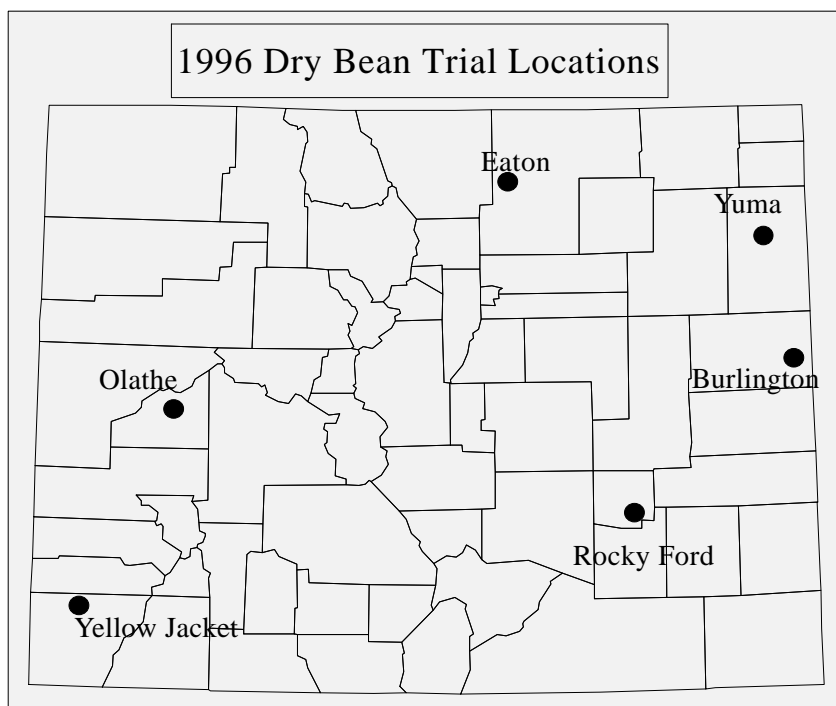 1996 Dry Bean Trial Locations
Eaton
Yuma
Olathe
Burlington
Rocky Ford
Yellow Jacket